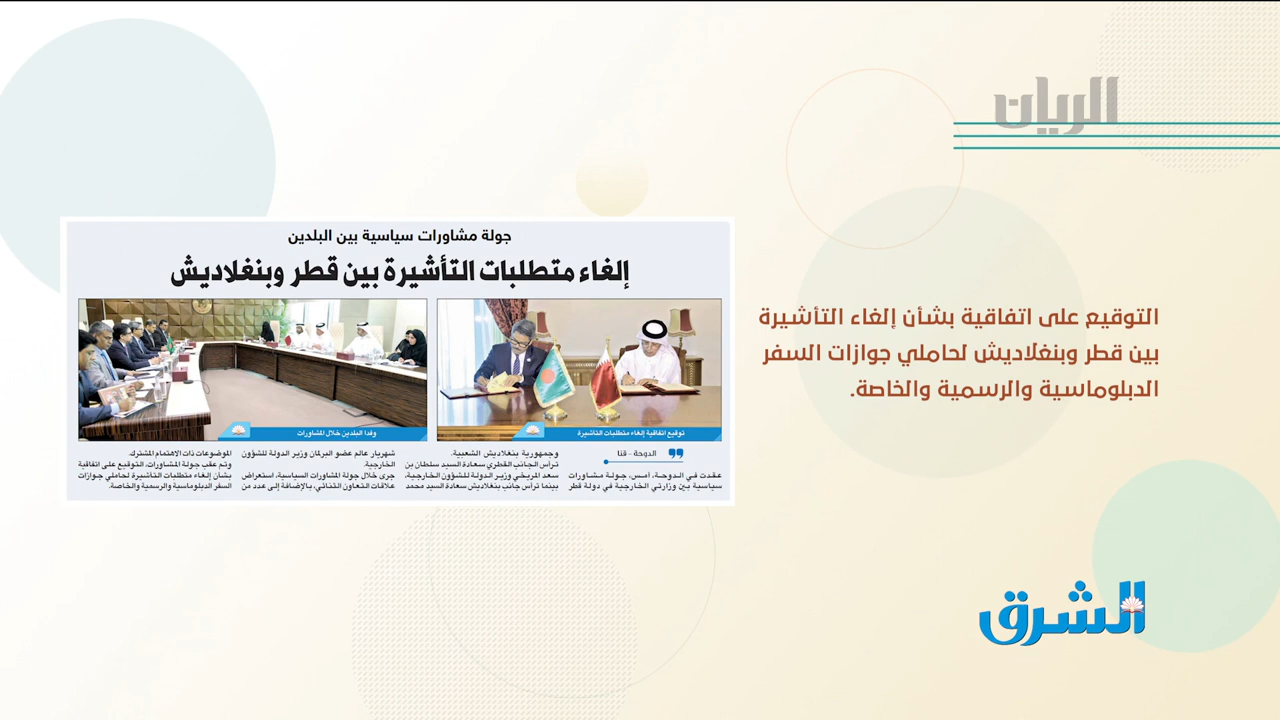 الريان
جولة مشاورات سياسية بين البلدين
إلغاء متطلبات التأشيرة بين قطر وبنغلاديش
توقيع اتفاقية إلغاء متطلبات التأشيرة
وفدا البلدين خلال المشاورات
الدوحة - قنا
عقدت في الدوحة، أمس، جولة مشاورات
سياسية بين وزارتي الخارجية في دولة قطر
وجمهورية بنغلاديش الشعبية.
ترأس الجانب القطري سعادة السيد سلطان بن
سعد المريخي وزير الدولة للشؤون الخارجية،
بينما ترأس جانب بنغلاديش سعادة السيد محمد
شهريار عالم عضو البرلمان وزير الدولة للشؤون
الخارجية.
جرى خلال جولة المشاورات السياسية، استعراض
علاقات التعاون الثنائي، بالإضافة إلى عدد من
الموضوعات ذات الاهتمام المشترك.
وتم عقب جولة المشاورات، التوقيع على اتفاقية
بشأن إلغاء متطلبات التأشيرة لحاملي جوازات
السفر الدبلوماسية والرسمية والخاصة.
التوقيع على اتفاقية بشأن إلغاء التأشيرة
بين قطر وبنغلاديش لحاملي جوازات السفر
الدبلوماسية والرسمية والخاصة.
الشرق